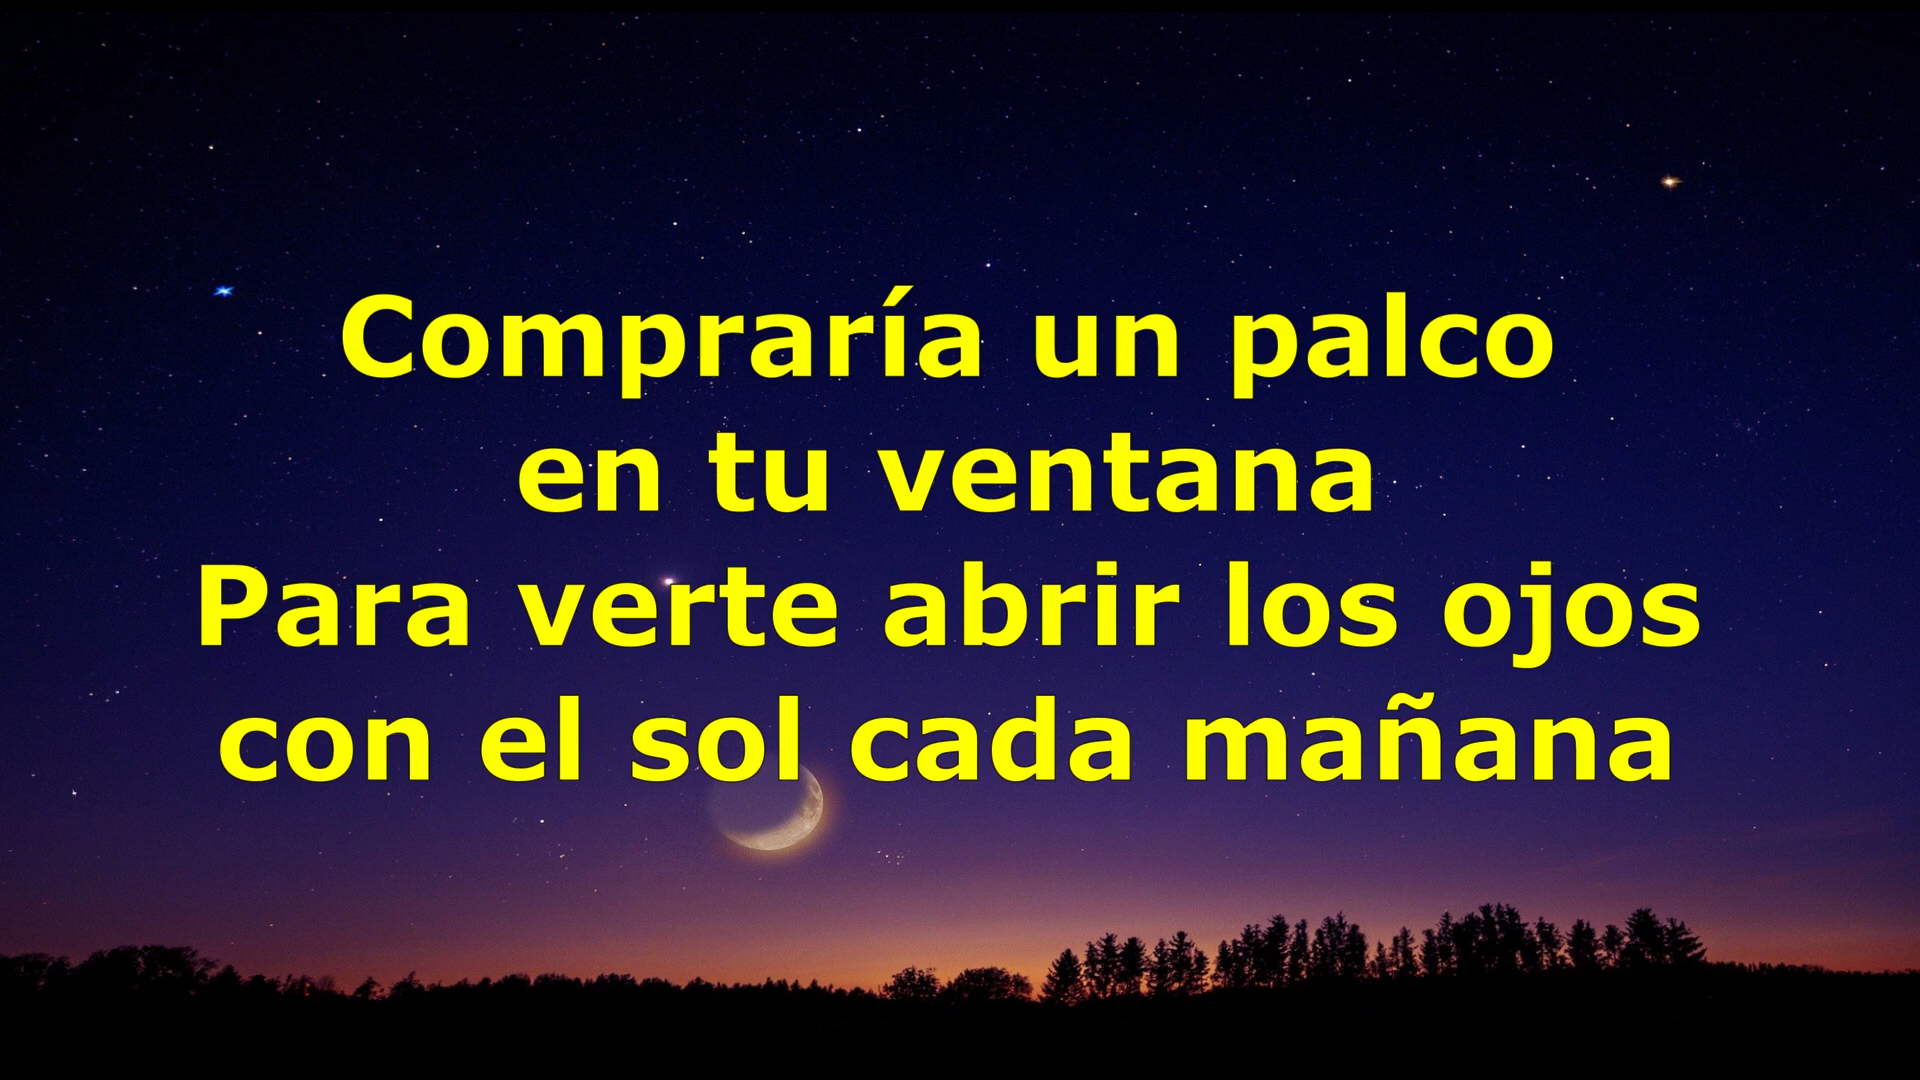 Compraría un palco
en tu ventana
Para verte abrir los ojos
con el sol cada mañana